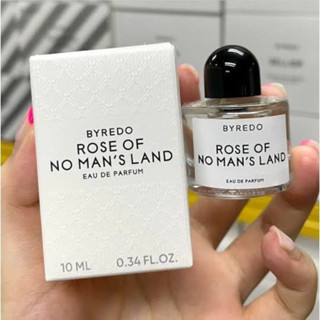 BYREDO
ROSE OF
NO MAN'S LAND
EAU DE PARFUM
10 ML 0.34 FL.OZ.
BYREDO
ROSE OF
NO MAN'S LAND
EAU DE PARFUM